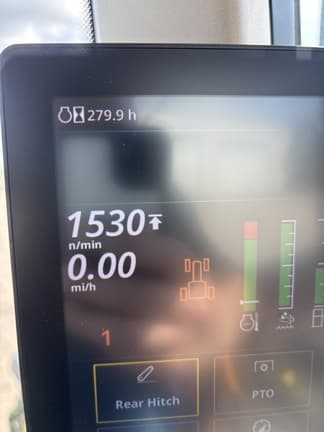 279.9 h
1530
n/min
0.00
mi/h
1
Rear Hitch
PTO